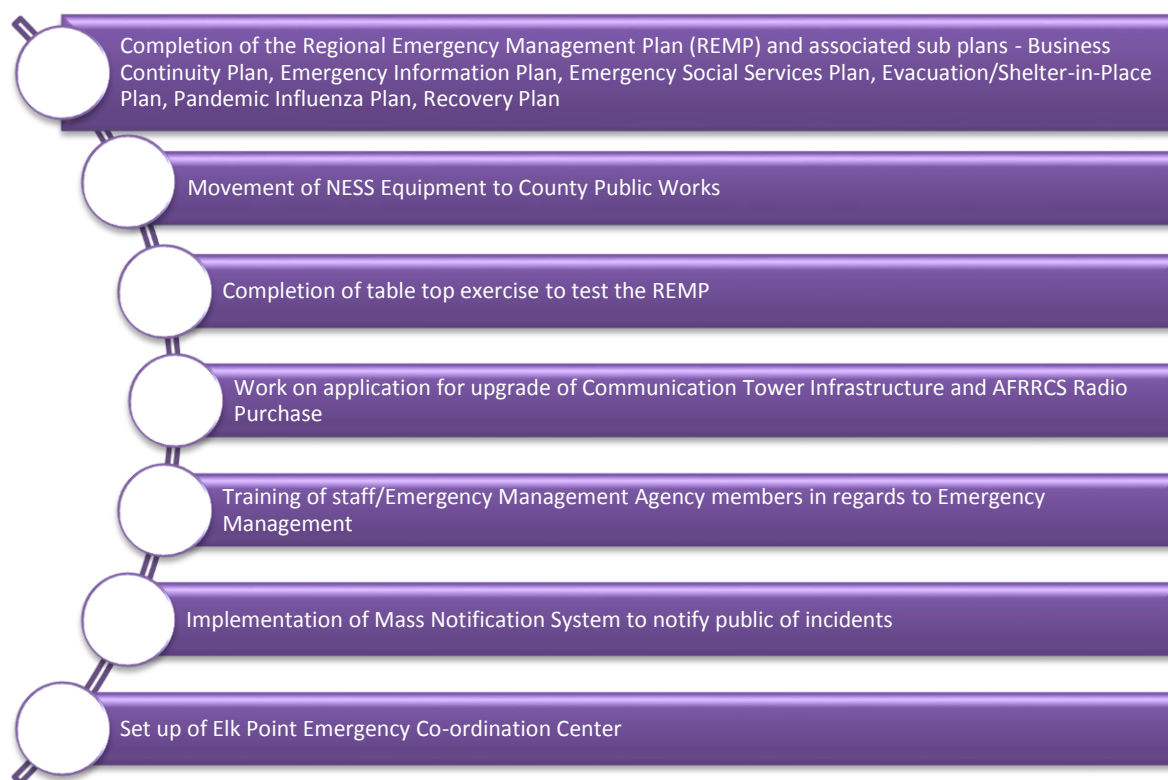 Completion of the Regional Emergency Management Plan (REMP) and associated sub plans - Business
Continuity Plan, Emergency Information Plan, Emergency Social Services Plan, Evacuation/Shelter-in-Place
Plan, Pandemic Influenza Plan, Recovery Plan
Movement of NESS Equipment to County Public Works
Completion of table top exercise to test the REMP
Work on application for upgrade of Communication Tower Infrastructure and AFRRCS Radio
Purchase
Training of staff/Emergency Management Agency members in regards to Emergency
Management
Implementation of Mass Notification System to notify public of incidents
Set up of Elk Point Emergency Co-ordination Center